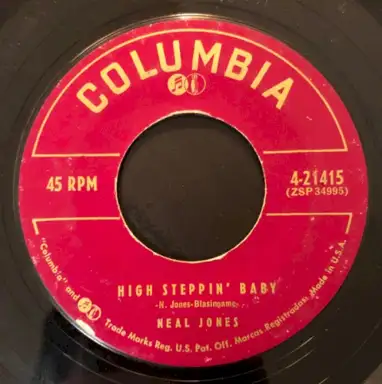 COLUMBIA
45 RPM
4-21415
(ZSP 34995)
HIGH STEPPIN' BABY
-N. Jones-Blasingame-
NEAL JONES
"Columbia" and Trade Marks Reg. U.S. Pat. Off. Marcas Registradas. Made in U.S.A.